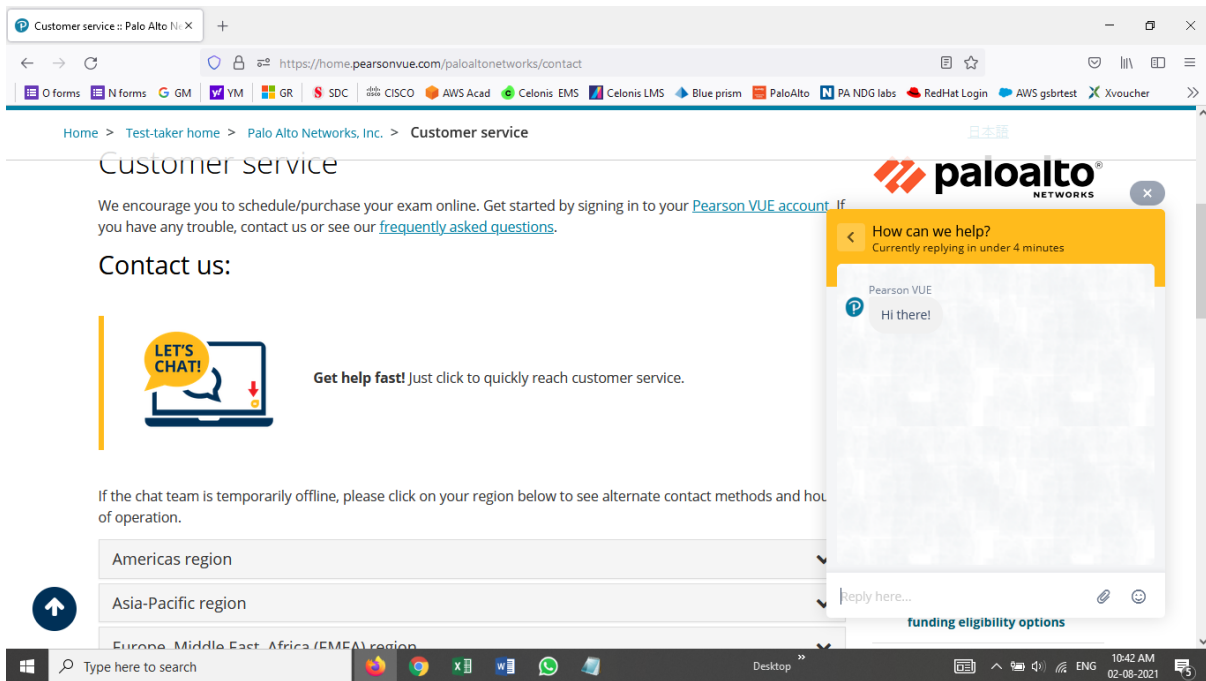 Customer service :: Palo Alto Ne
https://home.pearsonvue.com/paloaltonetworks/contact
O forms N forms GM YM GR SDC CISCO AWS Acad Celonis EMS Celonis LMS Blue prism PaloAlto PA NDG labs RedHat Login AWS gsbrtest Xvoucher
Home > Test-taker home > Palo Alto Networks, Inc. > Customer service
日本語
Customer service
paloalto®
NETWORKS
We encourage you to schedule/purchase your exam online. Get started by signing in to your Pearson VUE account. If
you have any trouble, contact us or see our frequently asked questions.
Contact us:
LET'S
CHAT!
Get help fast! Just click to quickly reach customer service.
If the chat team is temporarily offline, please click on your region below to see alternate contact methods and hou
of operation.
Americas region
Asia-Pacific region
Europe, Middle East, Africa (EMEA) region
How can we help?
Currently replying in under 4 minutes
Pearson VUE
Hi there!
Reply here...
funding eligibility options
Type here to search
Desktop
ENG
10:42 AM
02-08-2021
5